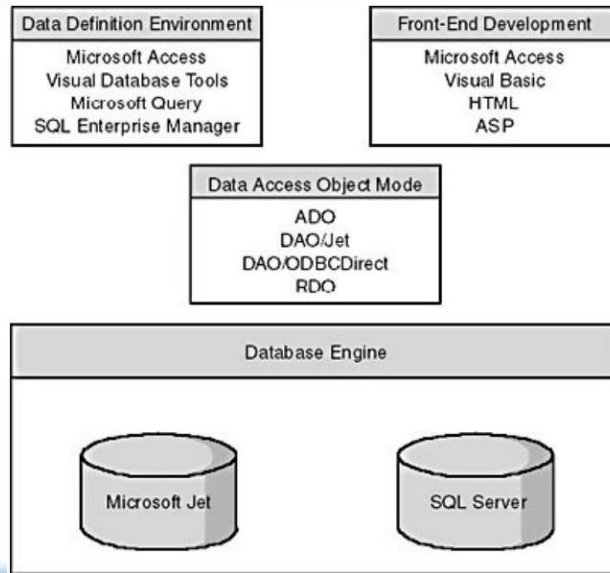 Data Definition Environment
Microsoft Access
Visual Database Tools
Microsoft Query
SQL Enterprise Manager
Front-End Development
Microsoft Access
Visual Basic
HTML
ASP
Data Access Object Mode
ADO
DAO/Jet
DAO/ODBCDirect
RDO
Database Engine
Microsoft Jet
SQL Server